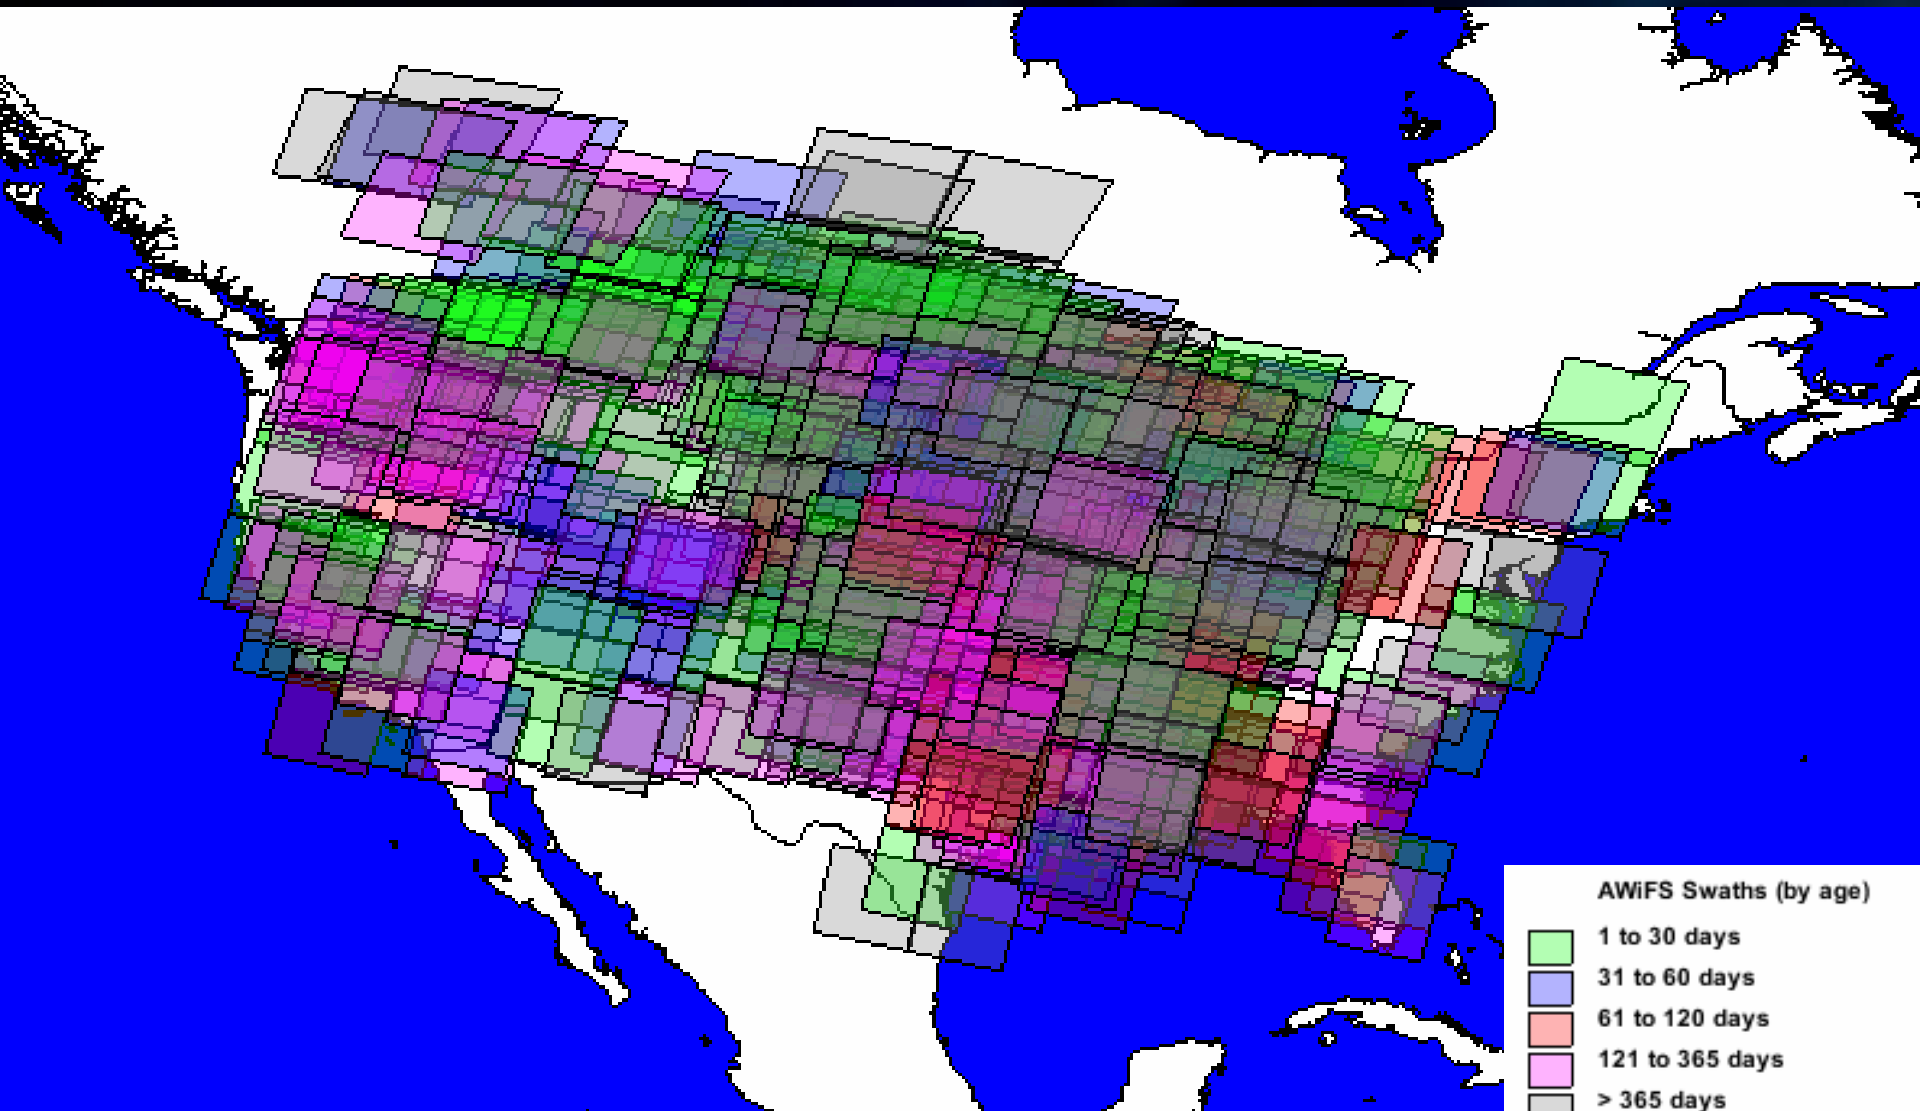 AWiFS Swaths (by age)
1 to 30 days
31 to 60 days
61 to 120 days
121 to 365 days
> 365 days